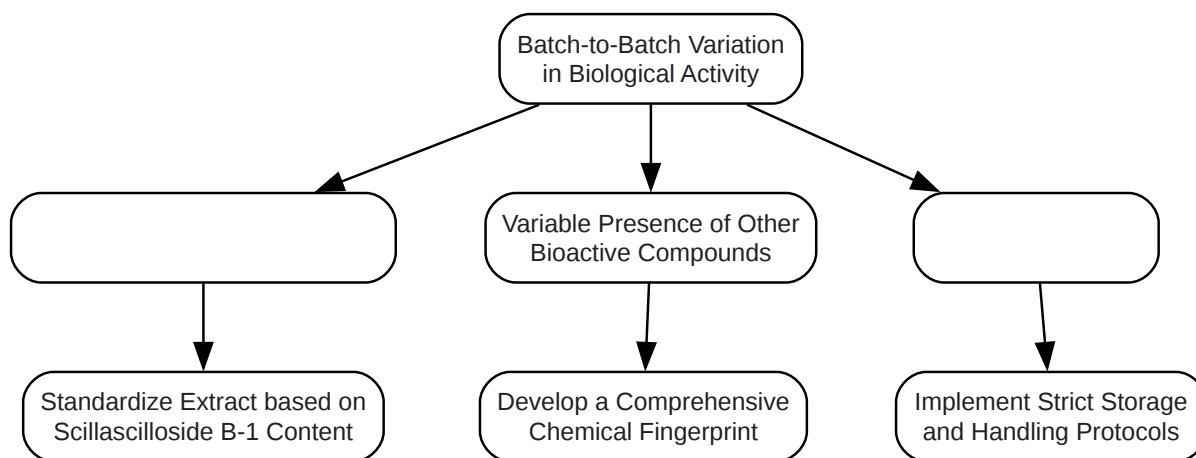 Batch-to-Batch Variation
in Biological Activity
Variable Presence of Other
Bioactive Compounds
Standardize Extract based on
Scillascilloside B-1 Content
Develop a Comprehensive
Chemical Fingerprint
Implement Strict Storage
and Handling Protocols